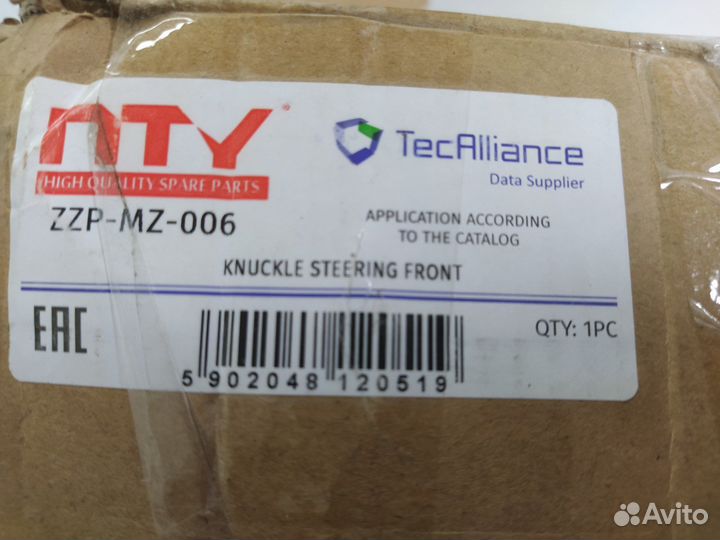 NTY ®
HIGH QUALITY SPARE PARTS
TecAlliance
Data Supplier
ZZP-MZ-006
APPLICATION ACCORDING
TO THE CATALOG
KNUCKLE STEERING FRONT
EAC
QTY: 1PC
5 902048 120519
Avito